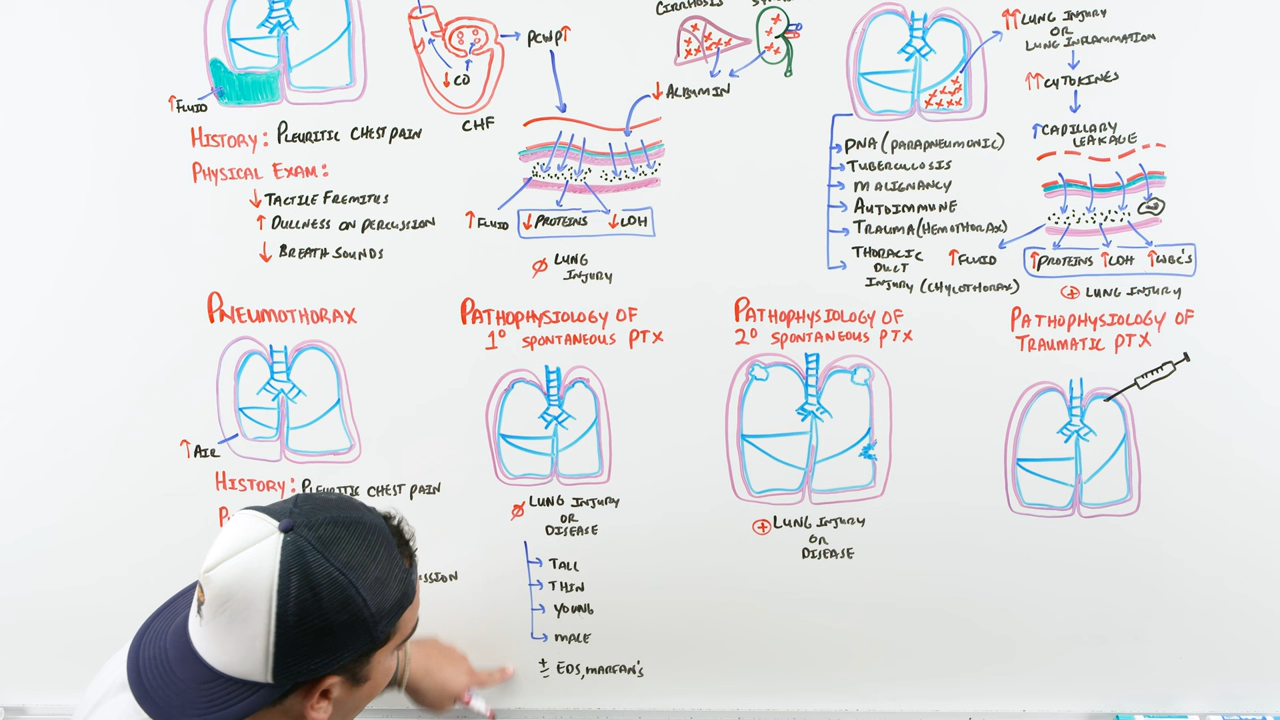 ↑FLUID
HISTORY: PLEURITIC CHEST PAIN
PHYSICAL EXAM:
↓ TACTILE FREMITUS
↑ DULLNESS ON PERCUSSION
↓ BREATH SOUNDS
↓CO
CHF
PCWP↑
CIRRHOSIS
↓ ALBUMIN
↑FLUID
↓PROTEINS ↓LDH
Ø LUNG
INJURY
PNA (PARAPNEUMONIC)
TUBERCULOSIS
MALIGNANCY
AUTOIMMUNE
TRAUMA (HEMOTHORAX)
THORACIC
DUCT
INJURY (CHYLOTHORAX)
↑↑LUNG INJURY
OR
LUNG INFLAMMATION
↑↑CYTOKINES
↑CAPILLARY
LEAKAGE
↑FLUID
↑PROTEINS ↑LDH ↑WBC'S
⊕ LUNG INJURY
PNEUMOTHORAX
↑AIR
HISTORY: PLEURITIC CHEST PAIN
P
SSION
PATHOPHYSIOLOGY OF
1° SPONTANEOUS PTX
Ø LUNG INJURY
OR
DISEASE
TALL
THIN
YOUNG
MALE
± EDS, MARFAN'S
PATHOPHYSIOLOGY OF
2° SPONTANEOUS PTX
⊕ LUNG INJURY
OR
DISEASE
PATHOPHYSIOLOGY OF
TRAUMATIC PTX